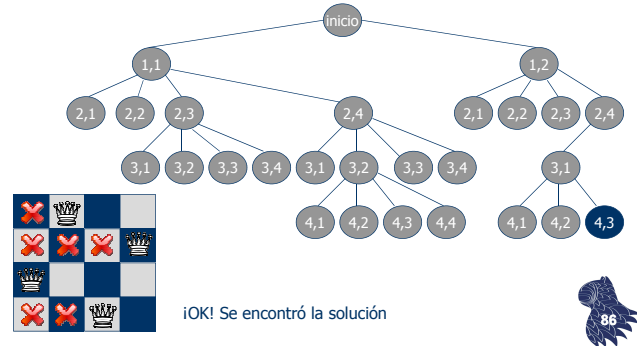 inicio
1,1 1,2
2,1 2,2 2,3 2,4 2,1 2,2 2,3 2,4
3,1 3,2 3,3 3,4 3,1 3,2 3,3 3,4 3,1
4,1 4,2 4,3 4,4 4,1 4,2 4,3
¡OK! Se encontró la solución
86